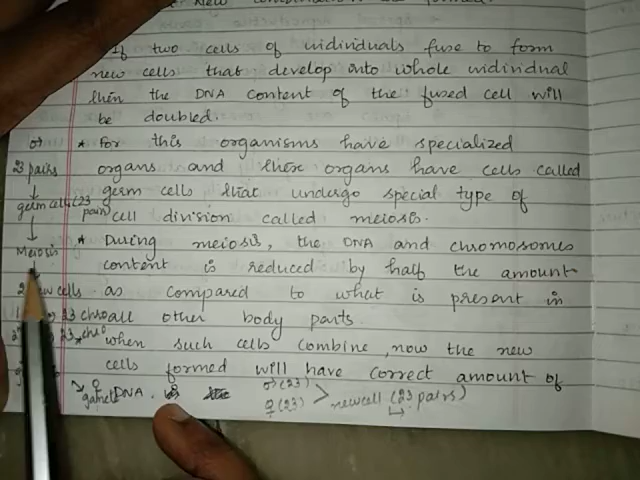 New combination
If two cells of individuals fuse to form
new cells that develop into whole individual
then the DNA content of the fused cell will
be doubled.
♂ * for this organisms have specialized
23 pairs organs and these organs have cells called
↓ germ cells that undergo special type of
germ cells (23 pair) cell division called meiosis.
↓
Meiosis * During meiosis, the DNA and chromosomes
↓ content is reduced by half the amount
cells as compared to what is present in
23 chro all other body parts.
23 chro * when such cells combine, now the new
cells formed will have correct amount of
↘ ♀ gamete DNA. ♂ (23)
♀ (23) > new cell (23 pairs)